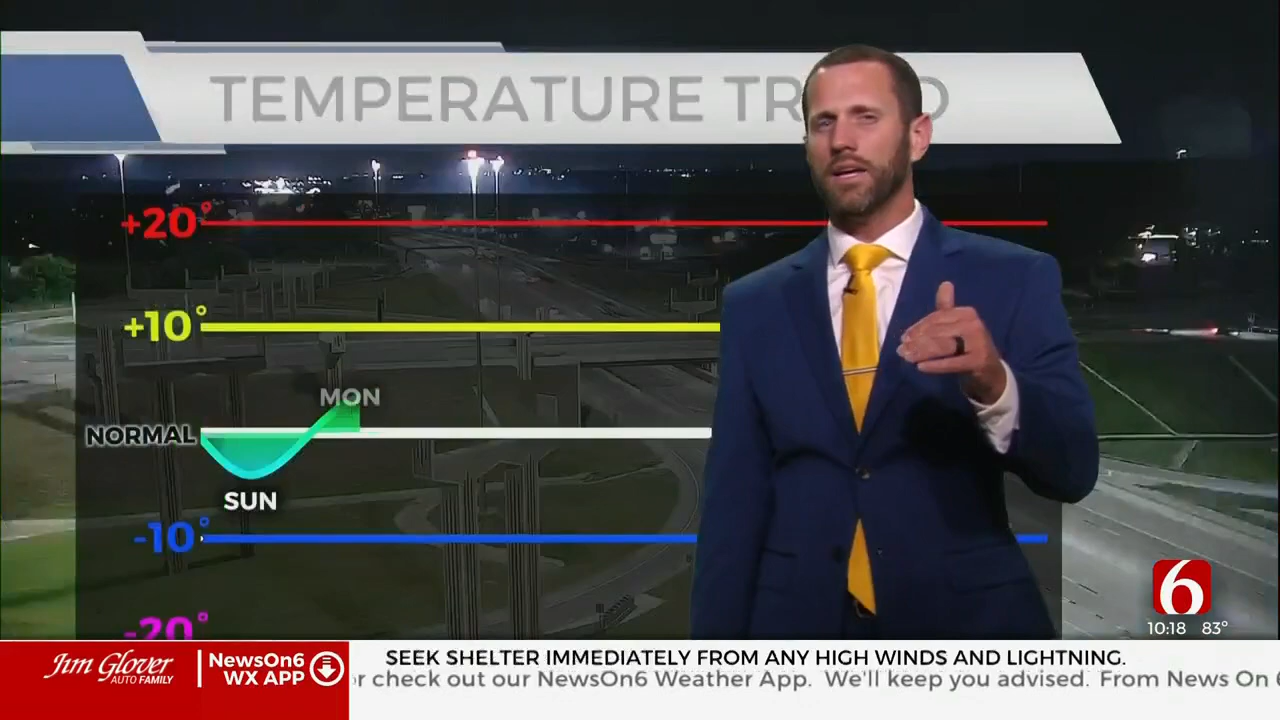 TEMPERATURE TR D
+20°
+10°
MON
NORMAL
SUN
-10°
-20°
6
10:18 83°
Jim Glover
AUTO FAMILY
NewsOn6
WX APP
SEEK SHELTER IMMEDIATELY FROM ANY HIGH WINDS AND LIGHTNING.
r check out our NewsOn6 Weather App. We'll keep you advised. From News On 6